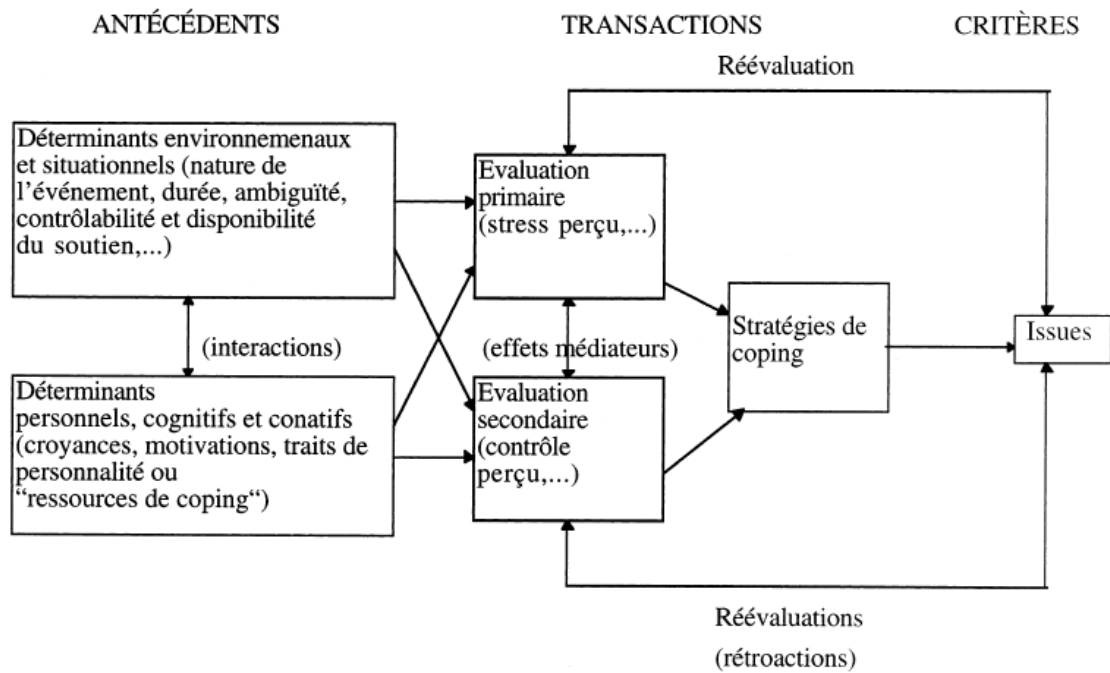 ANTÉCÉDENTS
TRANSACTIONS
CRITÈRES
Réévaluation
Déterminants environnemenaux
et situationnels (nature de
l'événement, durée, ambiguïté,
contrôlabilité et disponibilité
du soutien,...)
Evaluation
primaire
(stress perçu,...)
(interactions)
(effets médiateurs)
Stratégies de
coping
Issues
Déterminants
personnels, cognitifs et conatifs
(croyances, motivations, traits de
personnalité ou
“ressources de coping“)
Evaluation
secondaire
(contrôle
perçu,...)
Réévaluations
(rétroactions)